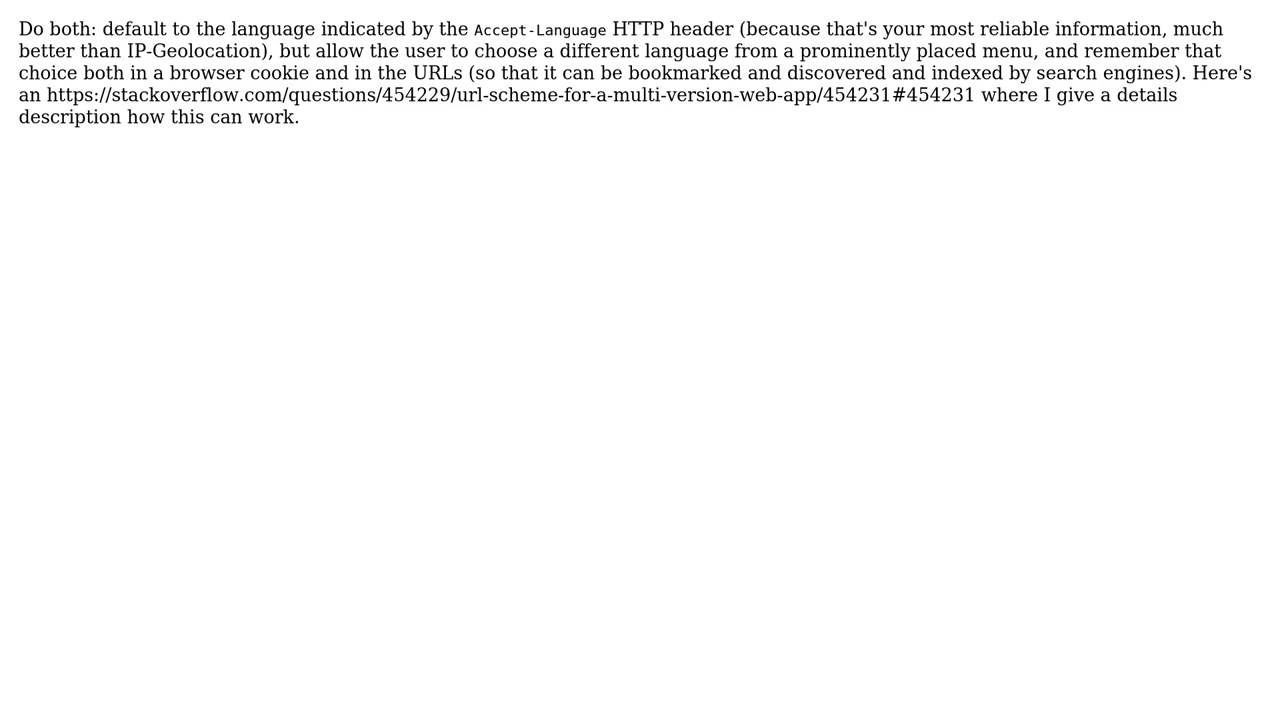 Do both: default to the language indicated by the Accept-Language HTTP header (because that's your most reliable information, much
better than IP-Geolocation), but allow the user to choose a different language from a prominently placed menu, and remember that
choice both in a browser cookie and in the URLs (so that it can be bookmarked and discovered and indexed by search engines). Here's
an https://stackoverflow.com/questions/454229/url-scheme-for-a-multi-version-web-app/454231#454231 where I give a details
description how this can work.